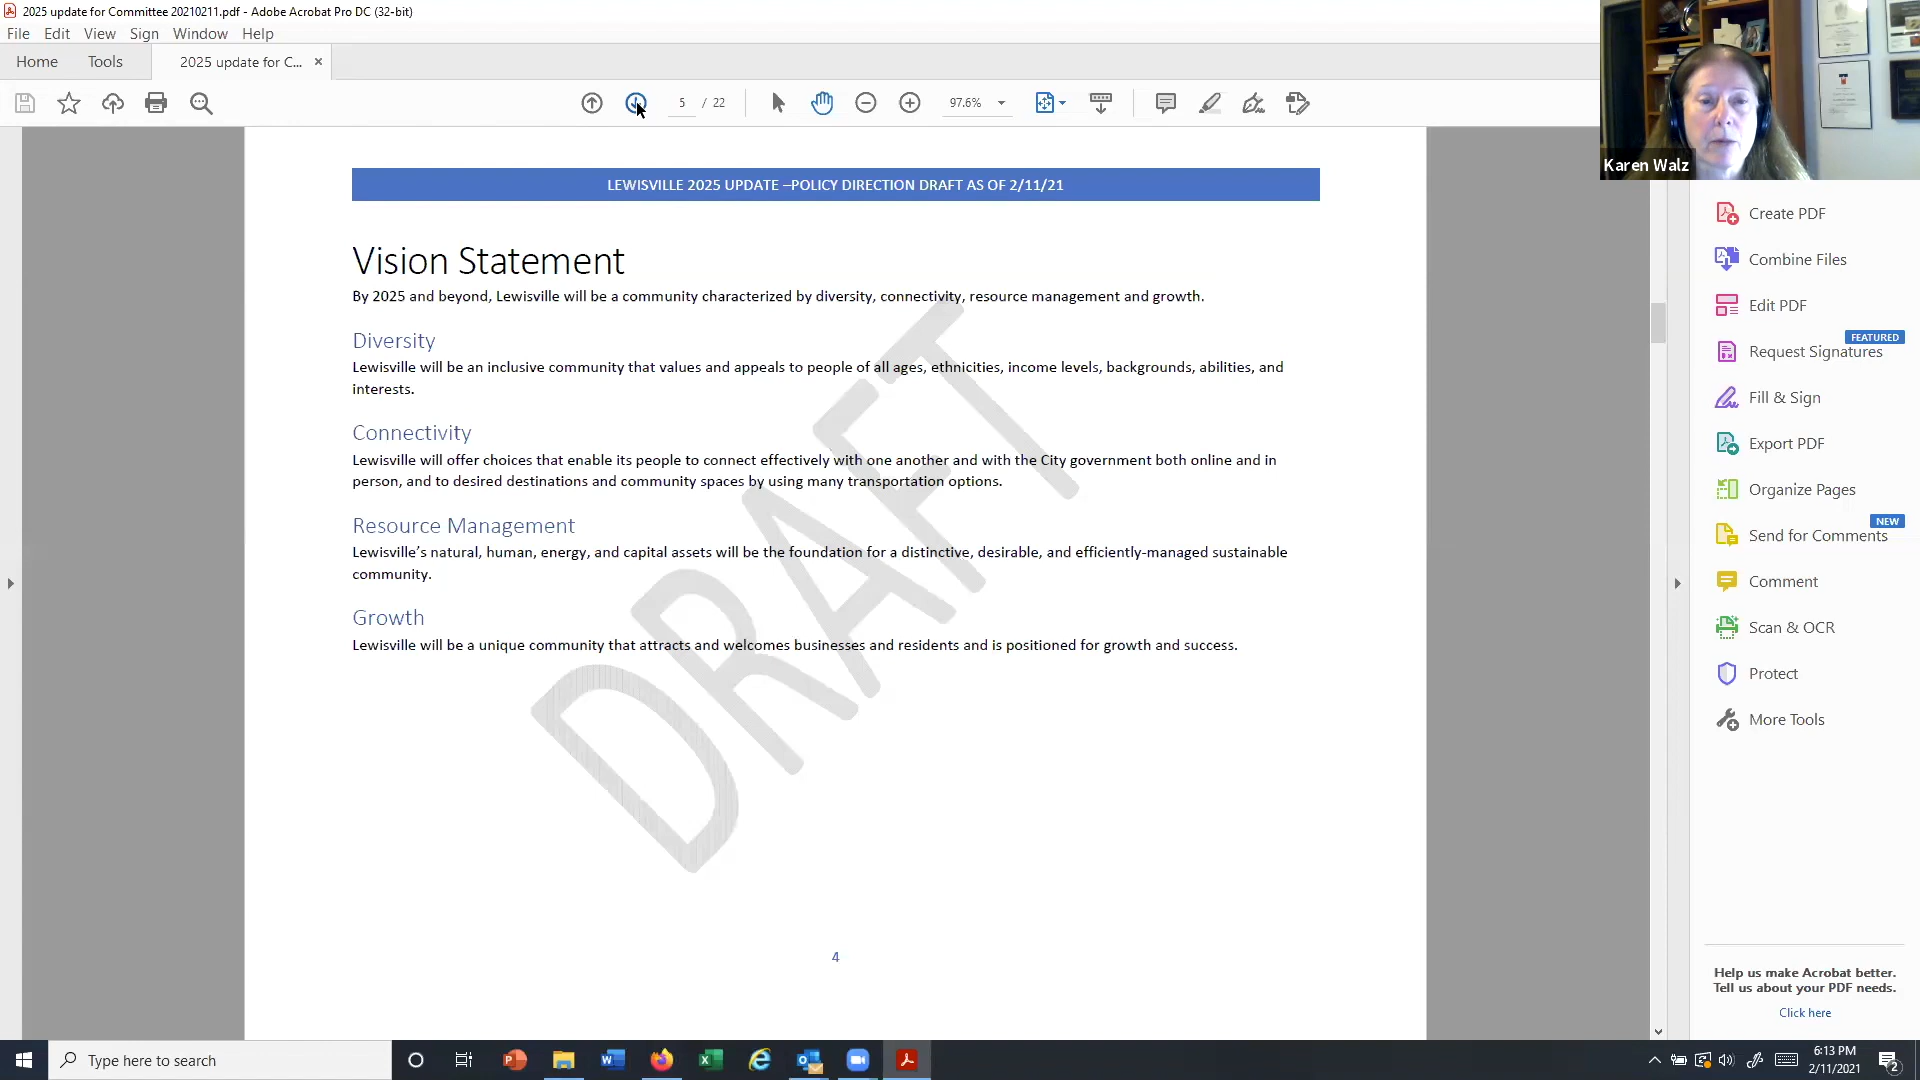 2025 update for Committee 20210211.pdf - Adobe Acrobat Pro DC (32-bit)
File Edit View Sign Window Help
Home Tools 2025 update for C... ×
5 / 22 97.6%
Karen Walz
LEWISVILLE 2025 UPDATE –POLICY DIRECTION DRAFT AS OF 2/11/21
Vision Statement
By 2025 and beyond, Lewisville will be a community characterized by diversity, connectivity, resource management and growth.
Diversity
Lewisville will be an inclusive community that values and appeals to people of all ages, ethnicities, income levels, backgrounds, abilities, and
interests.
Connectivity
Lewisville will offer choices that enable its people to connect effectively with one another and with the City government both online and in
person, and to desired destinations and community spaces by using many transportation options.
Resource Management
Lewisville’s natural, human, energy, and capital assets will be the foundation for a distinctive, desirable, and efficiently-managed sustainable
community.
Growth
Lewisville will be a unique community that attracts and welcomes businesses and residents and is positioned for growth and success.
DRAFT
4
Create PDF
Combine Files
Edit PDF
FEATURED
Request Signatures
Fill & Sign
Export PDF
Organize Pages
NEW
Send for Comments
Comment
Scan & OCR
Protect
More Tools
Help us make Acrobat better.
Tell us about your PDF needs.
Click here
Type here to search
6:13 PM
2/11/2021
2